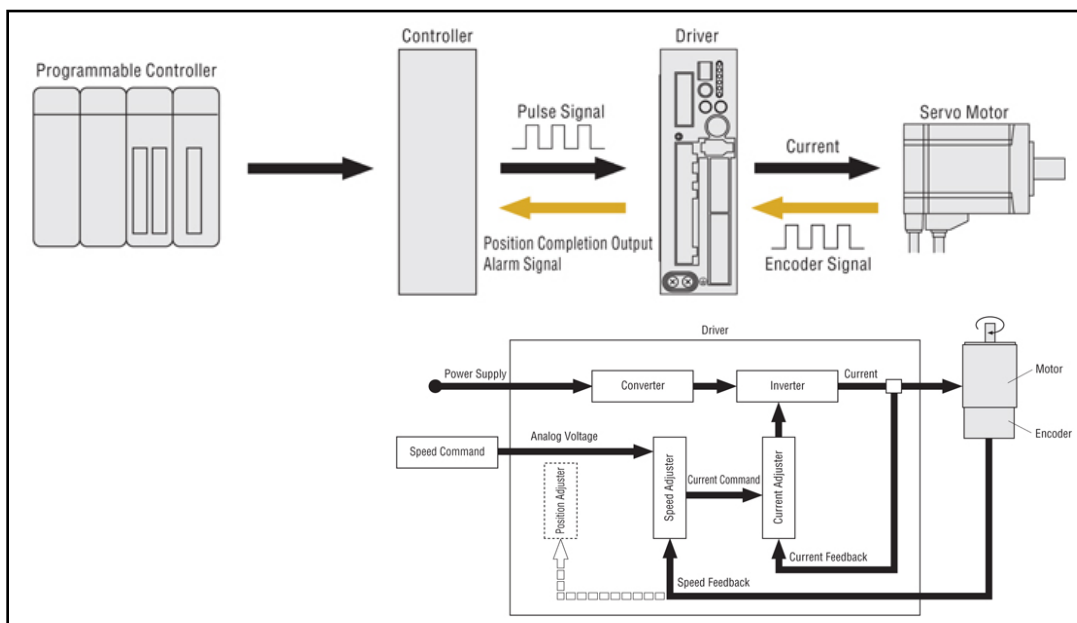 Controller
Driver
Programmable Controller
Pulse Signal
Servo Motor
Current
Position Completion Output
Alarm Signal
Encoder Signal
Driver
Power Supply
Converter
Inverter
Current
Motor
Encoder
Speed Command
Analog Voltage
Position Adjuster
Speed Adjuster
Current Command
Current Adjuster
Current Feedback
Speed Feedback